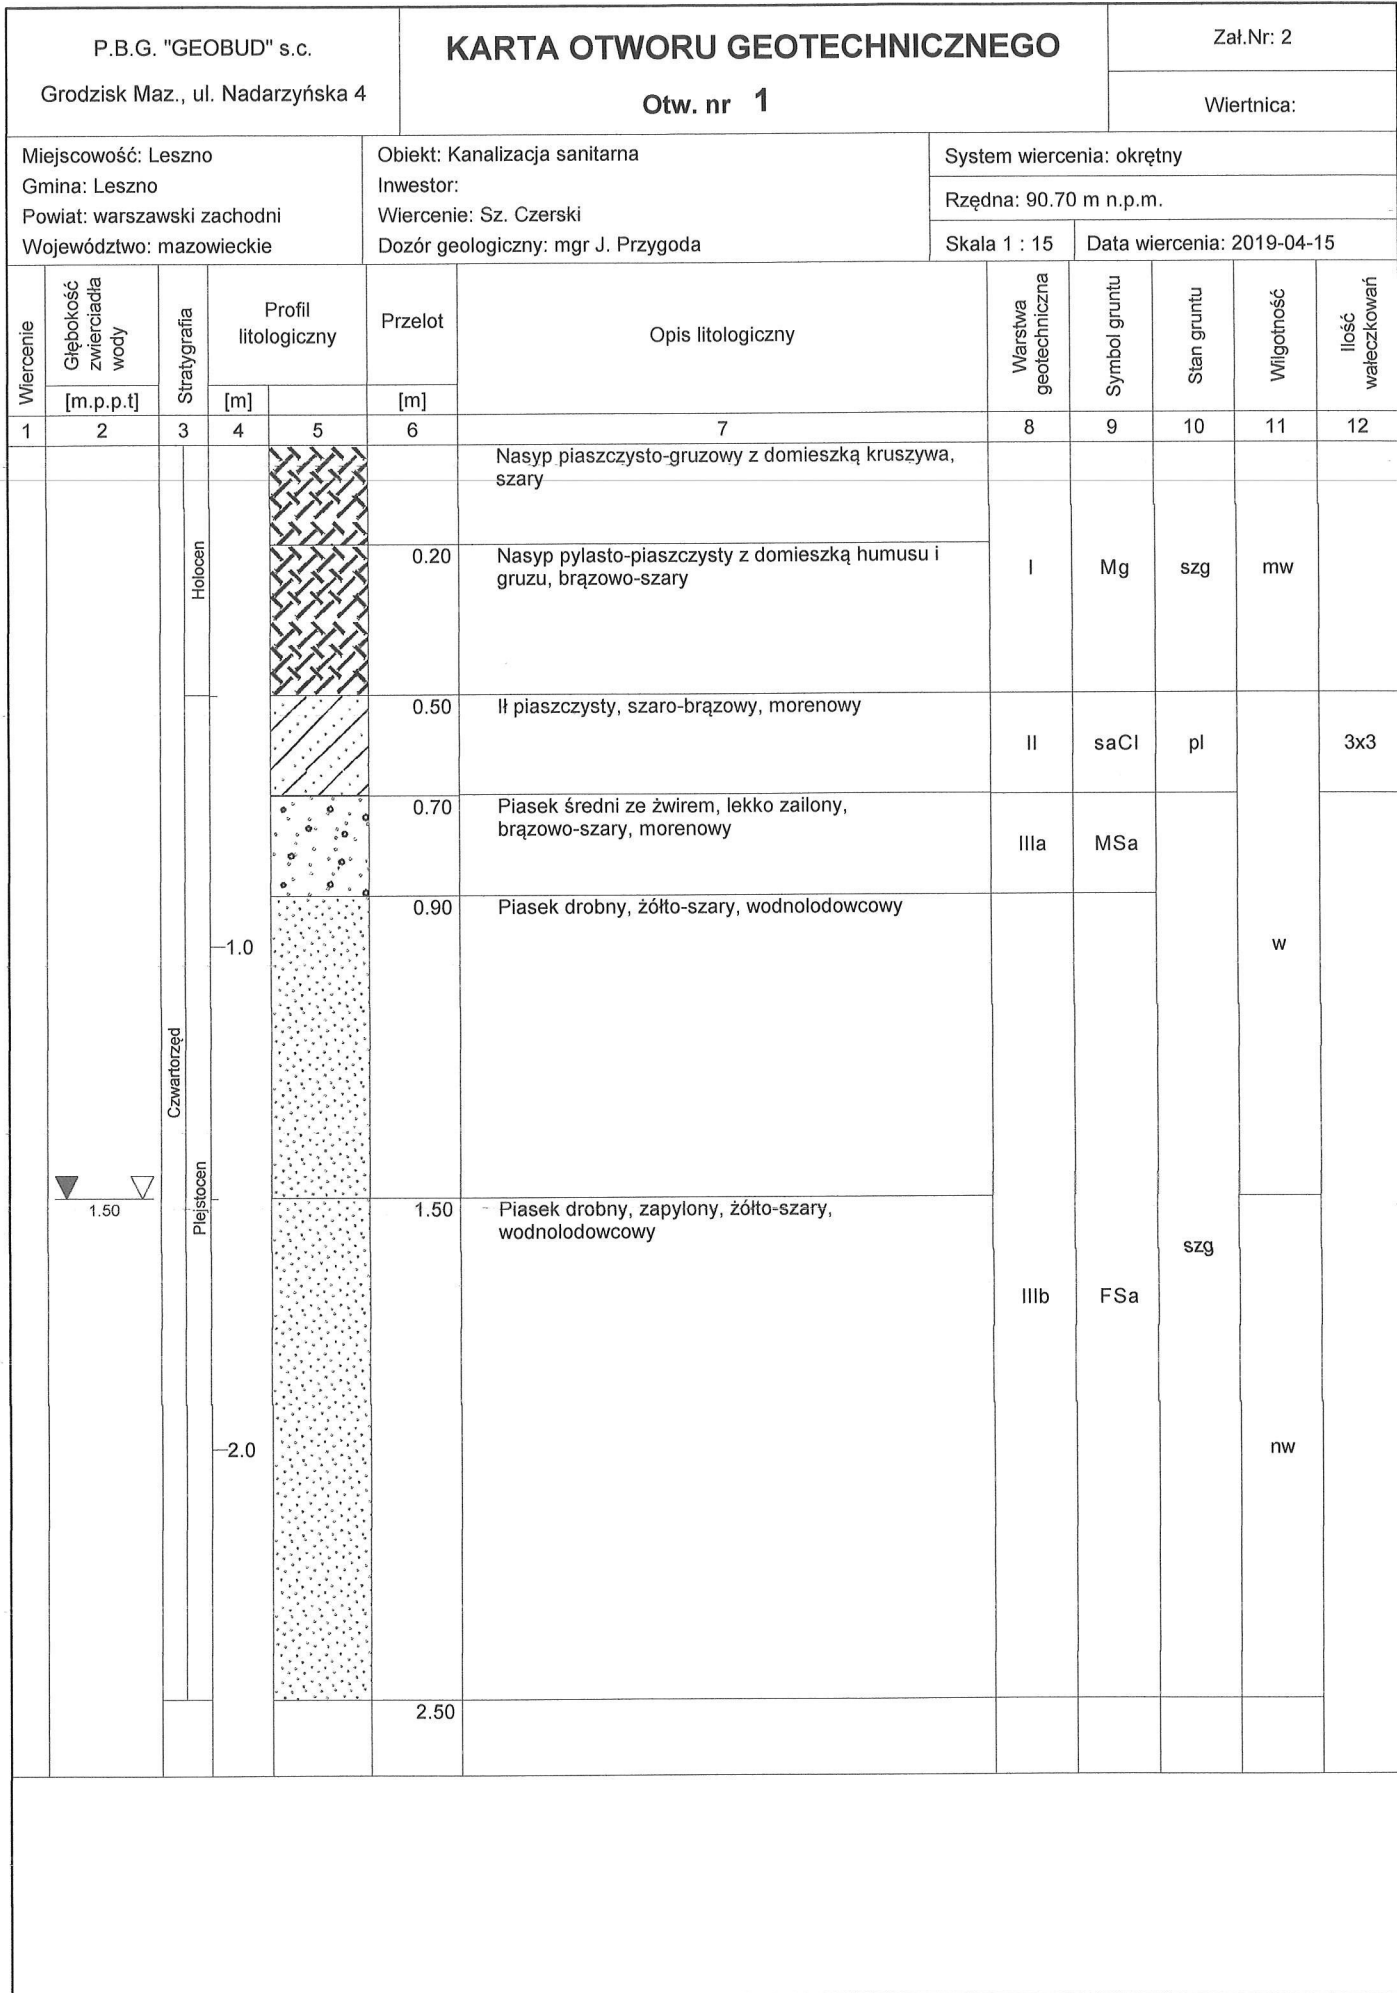 P.B.G. "GEOBUD" s.c.
Grodzisk Maz., ul. Nadarzyńska 4
KARTA OTWORU GEOTECHNICZNEGO
Otw. nr 1
Zał.Nr: 2
Wiertnica:
Miejscowość: Leszno
Gmina: Leszno
Powiat: warszawski zachodni
Województwo: mazowieckie
Obiekt: Kanalizacja sanitarna
Inwestor:
Wiercenie: Sz. Czerski
Dozór geologiczny: mgr J. Przygoda
System wiercenia: okrętny
Rzędna: 90.70 m n.p.m.
Skala 1 : 15
Data wiercenia: 2019-04-15
Wiercenie
Głębokość
zwierciadła
wody
[m.p.p.t]
Stratygrafia
Profil
litologiczny
[m]
Przelot
[m]
Opis litologiczny
Warstwa
geotechniczna
Symbol gruntu
Stan gruntu
Wilgotność
Ilość
wałeczkowań
1 2 3 4 5 6 7 8 9 10 11 12
Nasyp piaszczysto-gruzowy z domieszką kruszywa,
szary
Holocen
0.20
Nasyp pylasto-piaszczysty z domieszką humusu i
gruzu, brązowo-szary
I Mg szg mw
0.50
Ił piaszczysty, szaro-brązowy, morenowy
II saCl pl 3x3
0.70
Piasek średni ze żwirem, lekko zailony,
brązowo-szary, morenowy
IIIa MSa
0.90
Piasek drobny, żółto-szary, wodnolodowcowy
1.0
w
Czwartorzęd
Plejstocen
1.50
1.50
Piasek drobny, zapylony, żółto-szary,
wodnolodowcowy
szg
IIIb FSa
2.0
nw
2.50